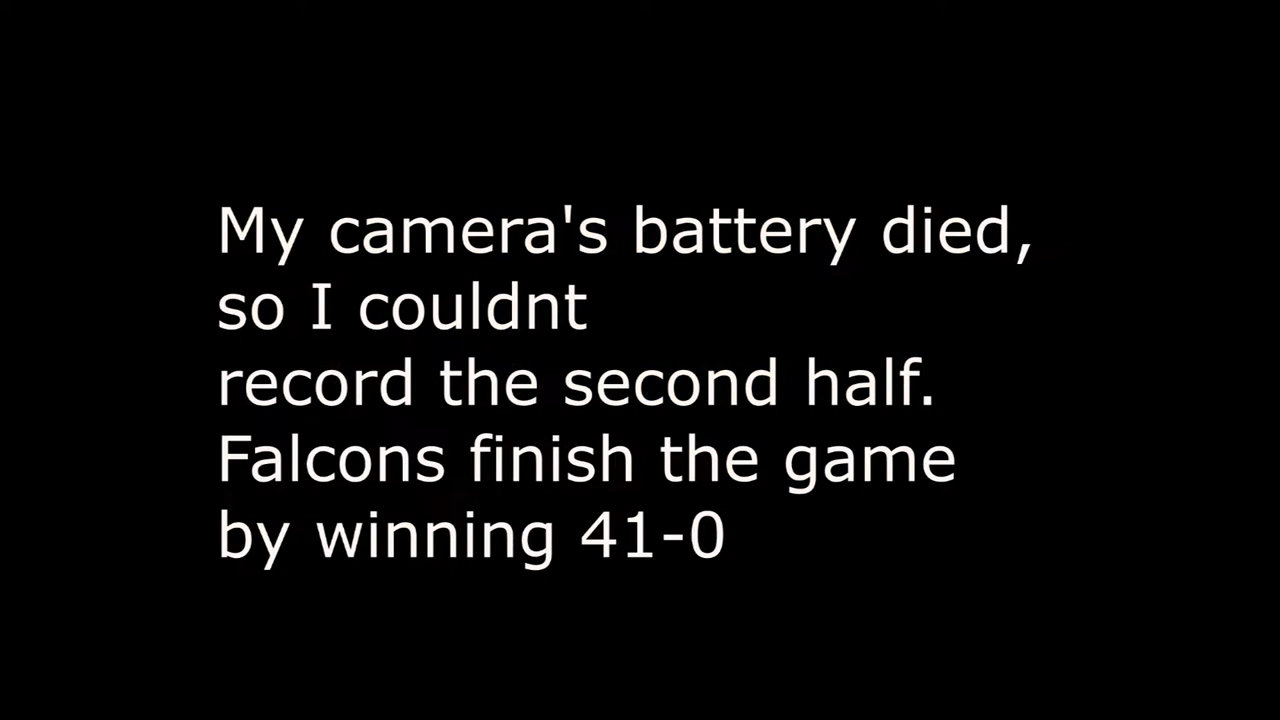 My camera's battery died,
so I couldnt
record the second half.
Falcons finish the game
by winning 41-0